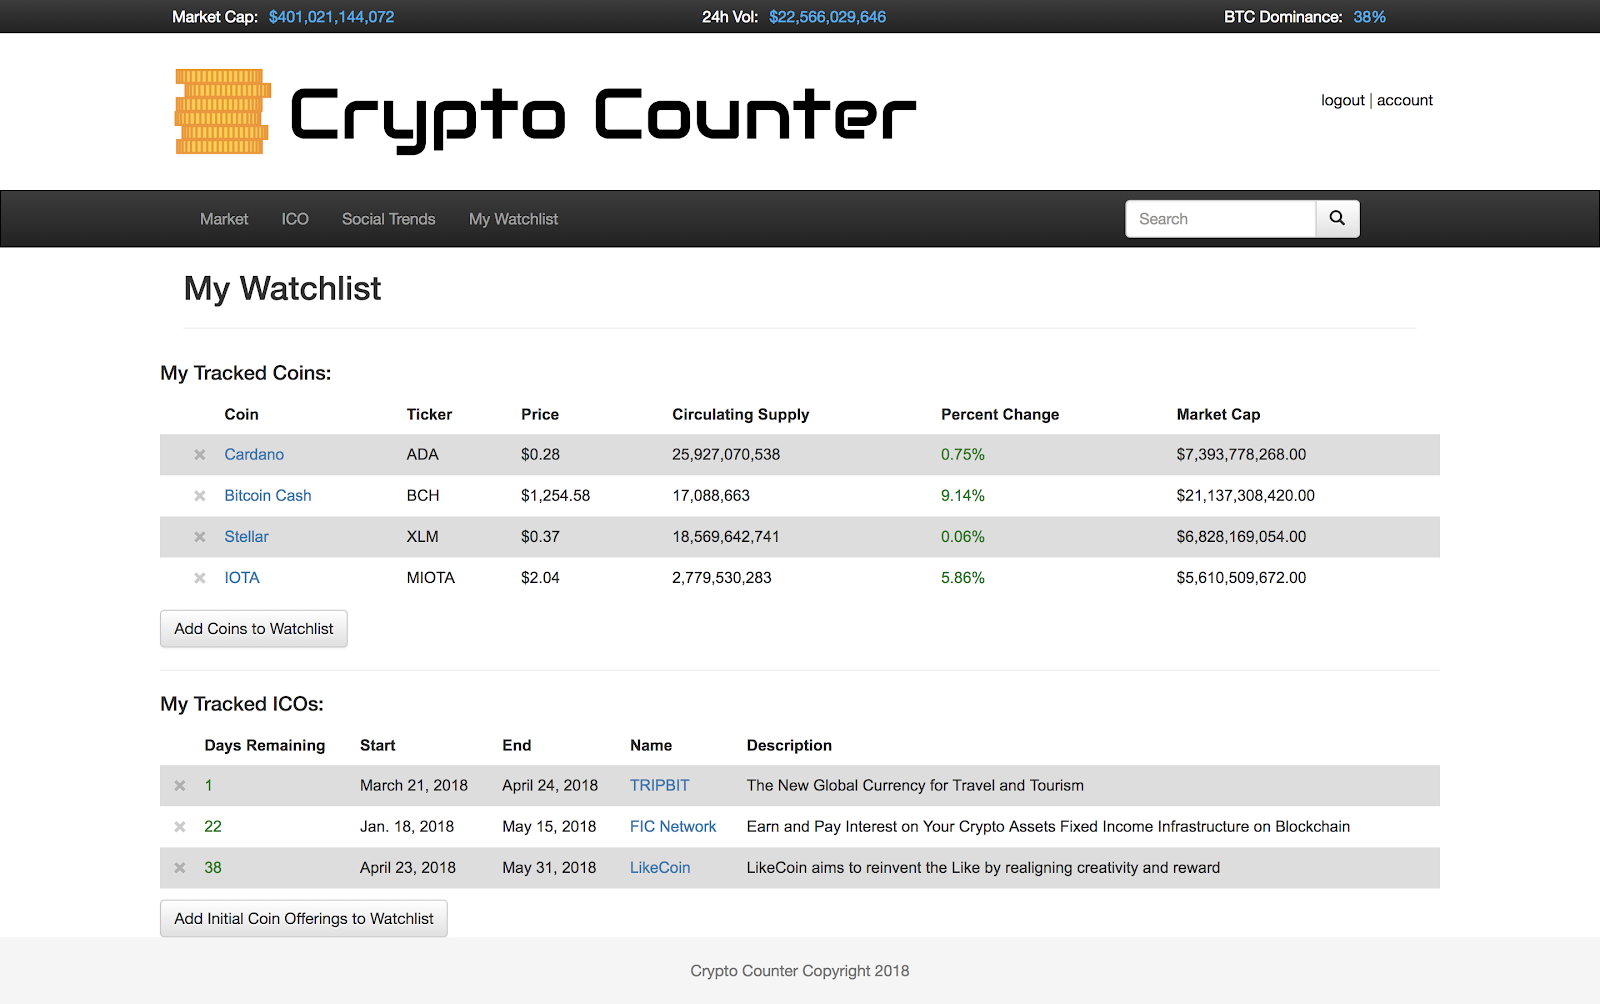 Market Cap: $401,021,144,072 24h Vol: $22,566,029,646 BTC Dominance: 38%
Crypto Counter
logout | account
Market ICO Social Trends My Watchlist Search
My Watchlist
My Tracked Coins:
Coin Ticker Price Circulating Supply Percent Change Market Cap
Cardano ADA $0.28 25,927,070,538 0.75% $7,393,778,268.00
Bitcoin Cash BCH $1,254.58 17,088,663 9.14% $21,137,308,420.00
Stellar XLM $0.37 18,569,642,741 0.06% $6,828,169,054.00
IOTA MIOTA $2.04 2,779,530,283 5.86% $5,610,509,672.00
Add Coins to Watchlist
My Tracked ICOs:
Days Remaining Start End Name Description
1 March 21, 2018 April 24, 2018 TRIPBIT The New Global Currency for Travel and Tourism
22 Jan. 18, 2018 May 15, 2018 FIC Network Earn and Pay Interest on Your Crypto Assets Fixed Income Infrastructure on Blockchain
38 April 23, 2018 May 31, 2018 LikeCoin LikeCoin aims to reinvent the Like by realigning creativity and reward
Add Initial Coin Offerings to Watchlist
Crypto Counter Copyright 2018